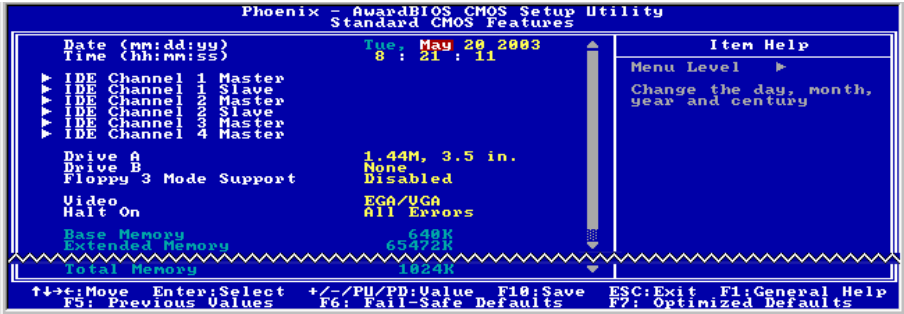 Phoenix - AwardBIOS CMOS Setup Utility
Standard CMOS Features
Date (mm:dd:yy) Tue, May 20 2003
Time (hh:mm:ss) 8 : 21 : 11
IDE Channel 1 Master
IDE Channel 1 Slave
IDE Channel 2 Master
IDE Channel 2 Slave
IDE Channel 3 Master
IDE Channel 4 Master
Drive A 1.44M, 3.5 in.
Drive B None
Floppy 3 Mode Support Disabled
Video EGA/VGA
Halt On All Errors
Base Memory 640K
Extended Memory 65472K
Total Memory 1024K
Item Help
Menu Level ▶
Change the day, month,
year and century
↑↓→←:Move Enter:Select +/-/PU/PD:Value F10:Save ESC:Exit F1:General Help
F5: Previous Values F6: Fail-Safe Defaults F7: Optimized Defaults